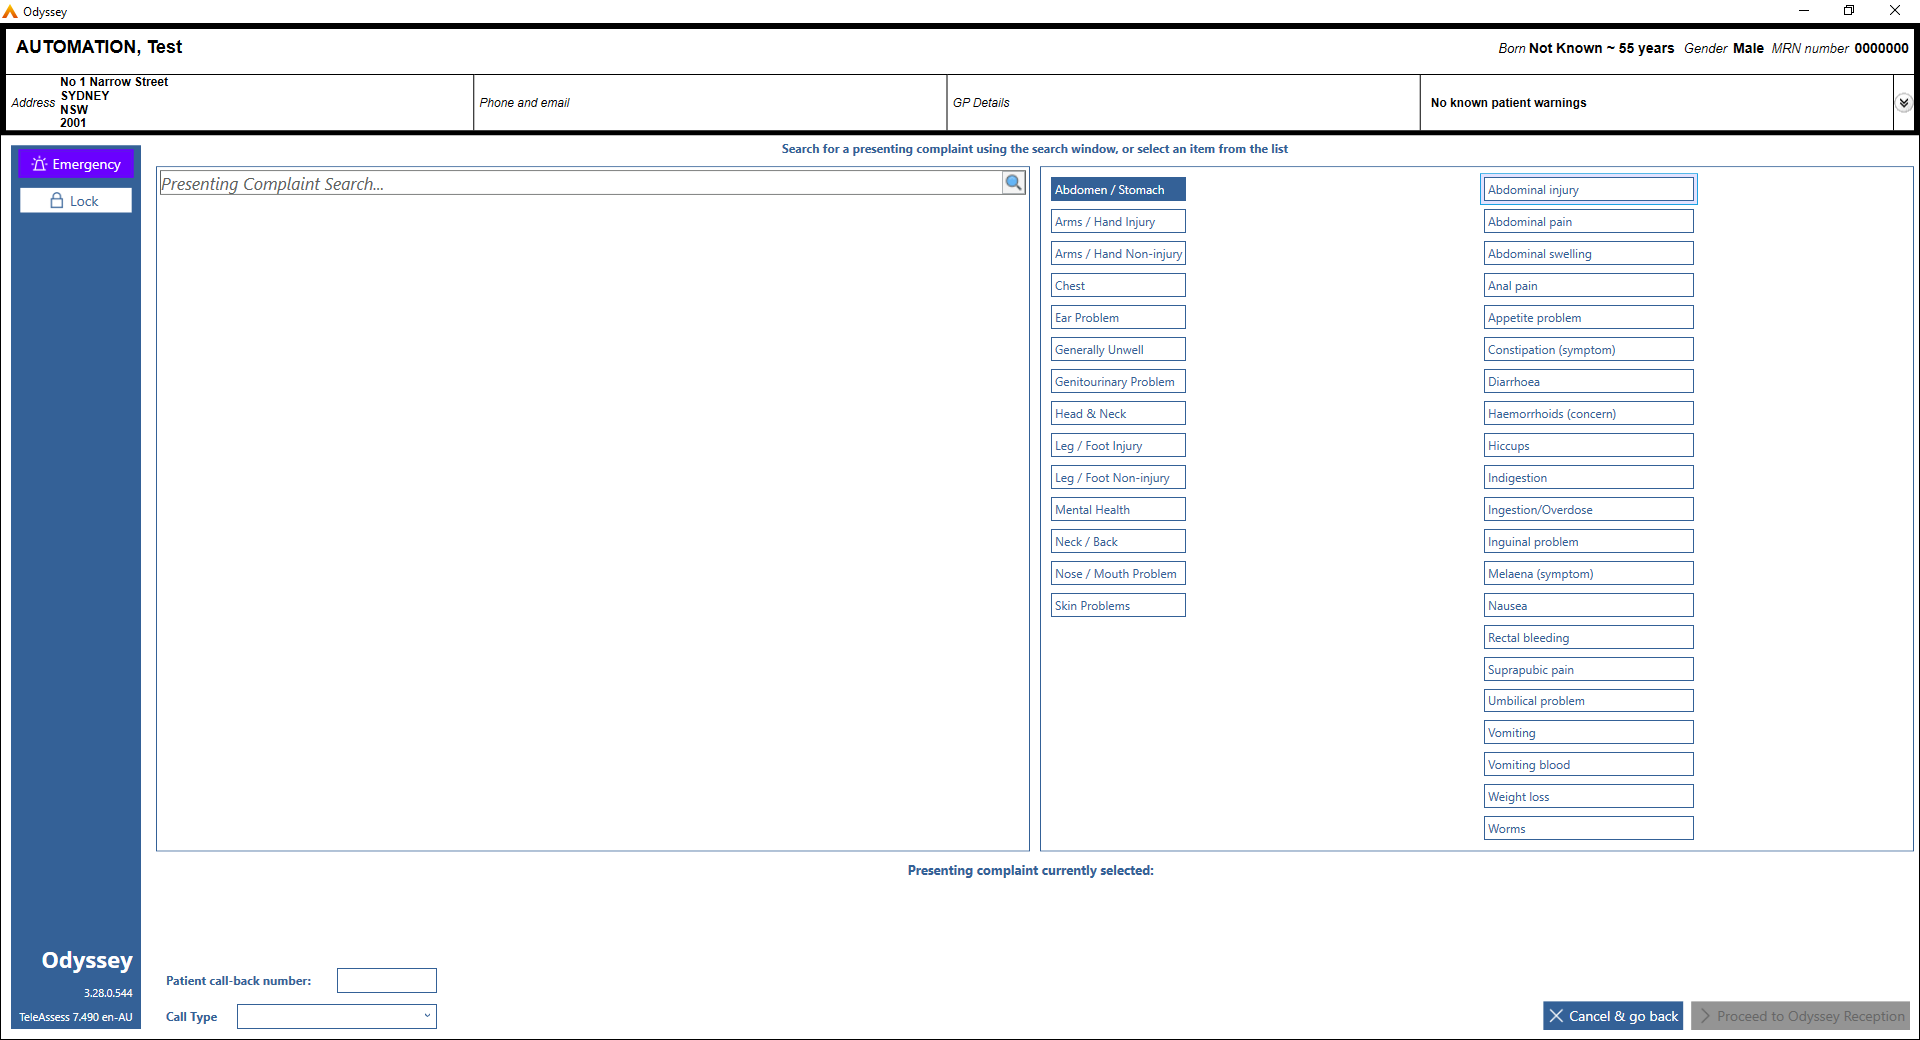 Odyssey
AUTOMATION, Test
Born Not Known ~ 55 years Gender Male MRN number 0000000
Address
No 1 Narrow Street
SYDNEY
NSW
2001
Phone and email
GP Details
No known patient warnings
Emergency
Lock
Search for a presenting complaint using the search window, or select an item from the list
Presenting Complaint Search...
Abdomen / Stomach
Arms / Hand Injury
Arms / Hand Non-injury
Chest
Ear Problem
Generally Unwell
Genitourinary Problem
Head & Neck
Leg / Foot Injury
Leg / Foot Non-injury
Mental Health
Neck / Back
Nose / Mouth Problem
Skin Problems
Abdominal injury
Abdominal pain
Abdominal swelling
Anal pain
Appetite problem
Constipation (symptom)
Diarrhoea
Haemorrhoids (concern)
Hiccups
Indigestion
Ingestion/Overdose
Inguinal problem
Melaena (symptom)
Nausea
Rectal bleeding
Suprapubic pain
Umbilical problem
Vomiting
Vomiting blood
Weight loss
Worms
Presenting complaint currently selected:
Odyssey
3.28.0.544
TeleAssess 7.490 en-AU
Patient call-back number:
Call Type
Cancel & go back
Proceed to Odyssey Reception